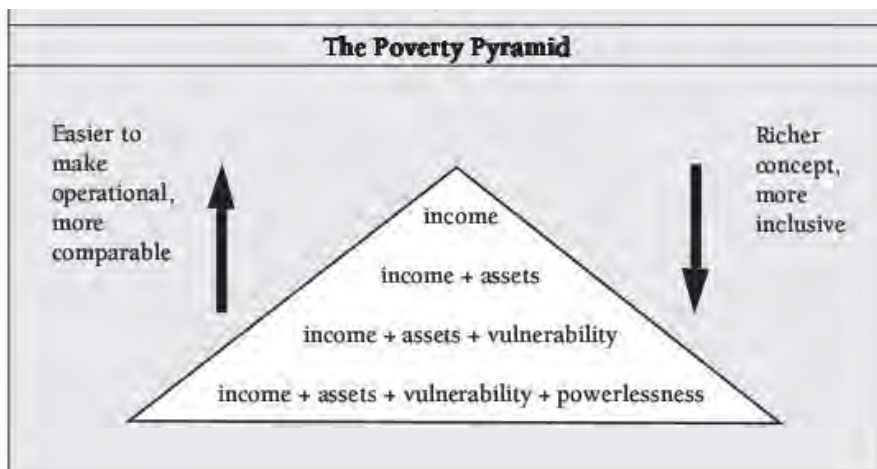 The Poverty Pyramid
Easier to
make
operational,
more
comparable
Richer
concept,
more
inclusive
income
income + assets
income + assets + vulnerability
income + assets + vulnerability + powerlessness